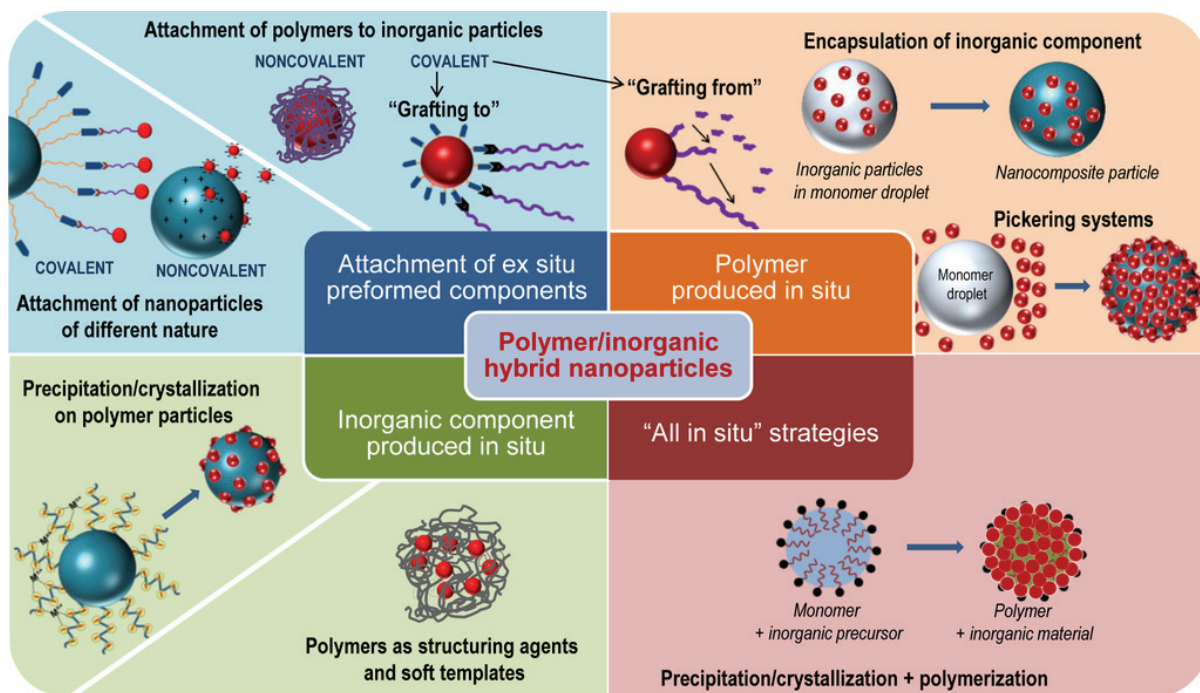 Attachment of polymers to inorganic particles
NONCOVALENT
COVALENT
“Grafting to”
COVALENT
NONCOVALENT
Attachment of nanoparticles
of different nature
Attachment of ex situ
preformed components
“Grafting from”
Encapsulation of inorganic component
Inorganic particles
in monomer droplet
Nanocomposite particle
Pickering systems
Monomer
droplet
Polymer
produced in situ
Polymer/inorganic
hybrid nanoparticles
Precipitation/crystallization
on polymer particles
Inorganic component
produced in situ
Polymers as structuring agents
and soft templates
“All in situ” strategies
Monomer
+ inorganic precursor
Polymer
+ inorganic material
Precipitation/crystallization + polymerization